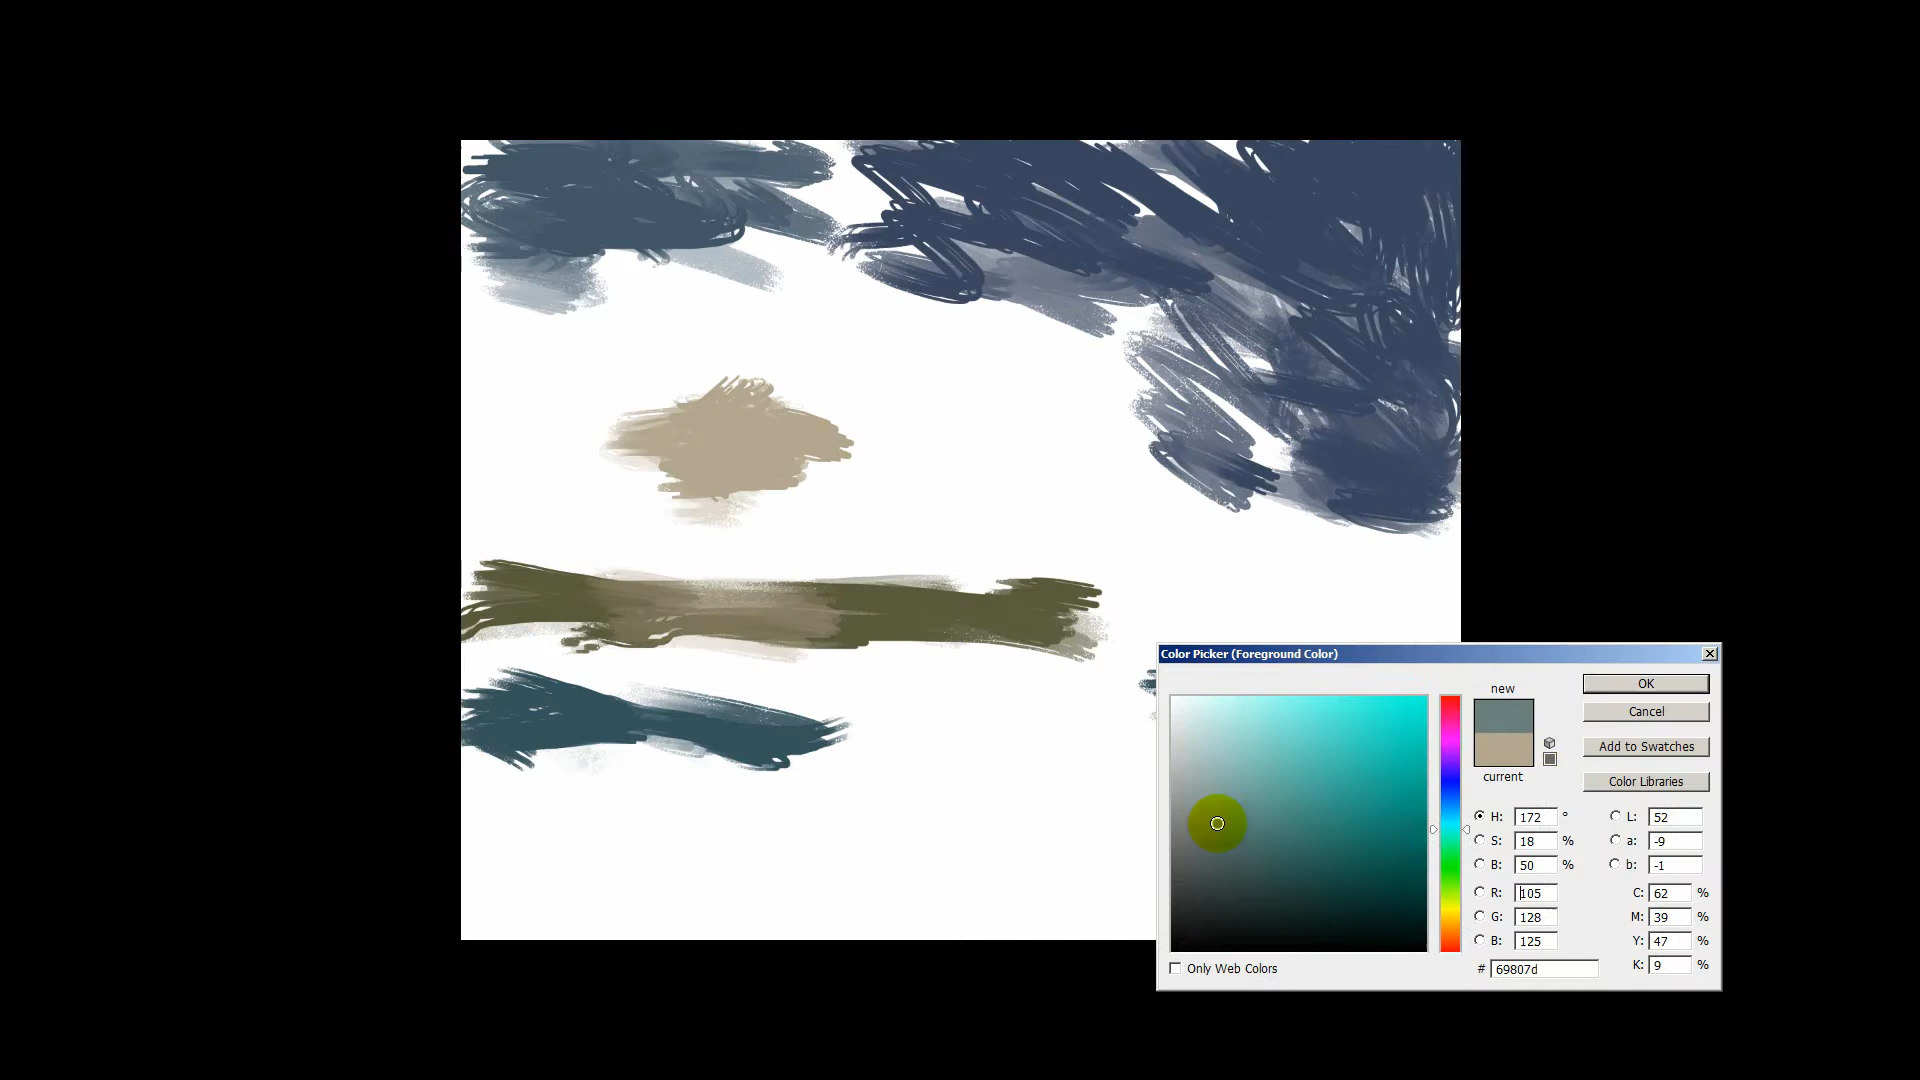 Color Picker (Foreground Color)
new
current
OK
Cancel
Add to Swatches
Color Libraries
H: 172 °
S: 18 %
B: 50 %
R: 105
G: 128
B: 125
# 69807d
L: 52
a: -9
b: -1
C: 62 %
M: 39 %
Y: 47 %
K: 9 %
Only Web Colors